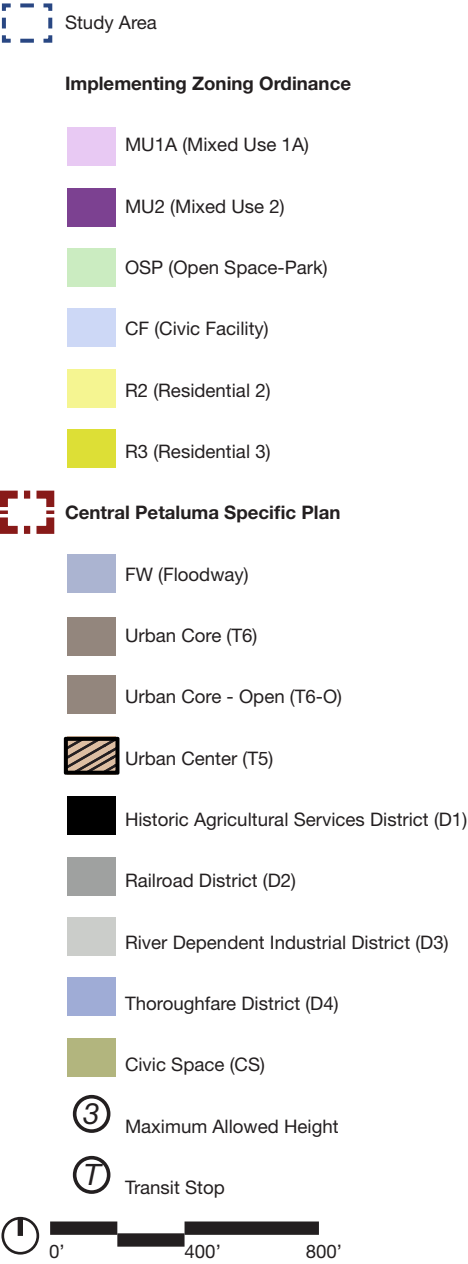 Study Area
Implementing Zoning Ordinance
MU1A (Mixed Use 1A)
MU2 (Mixed Use 2)
OSP (Open Space-Park)
CF (Civic Facility)
R2 (Residential 2)
R3 (Residential 3)
Central Petaluma Specific Plan
FW (Floodway)
Urban Core (T6)
Urban Core - Open (T6-O)
Urban Center (T5)
Historic Agricultural Services District (D1)
Railroad District (D2)
River Dependent Industrial District (D3)
Thoroughfare District (D4)
Civic Space (CS)
3 Maximum Allowed Height
T Transit Stop
0' 400' 800'